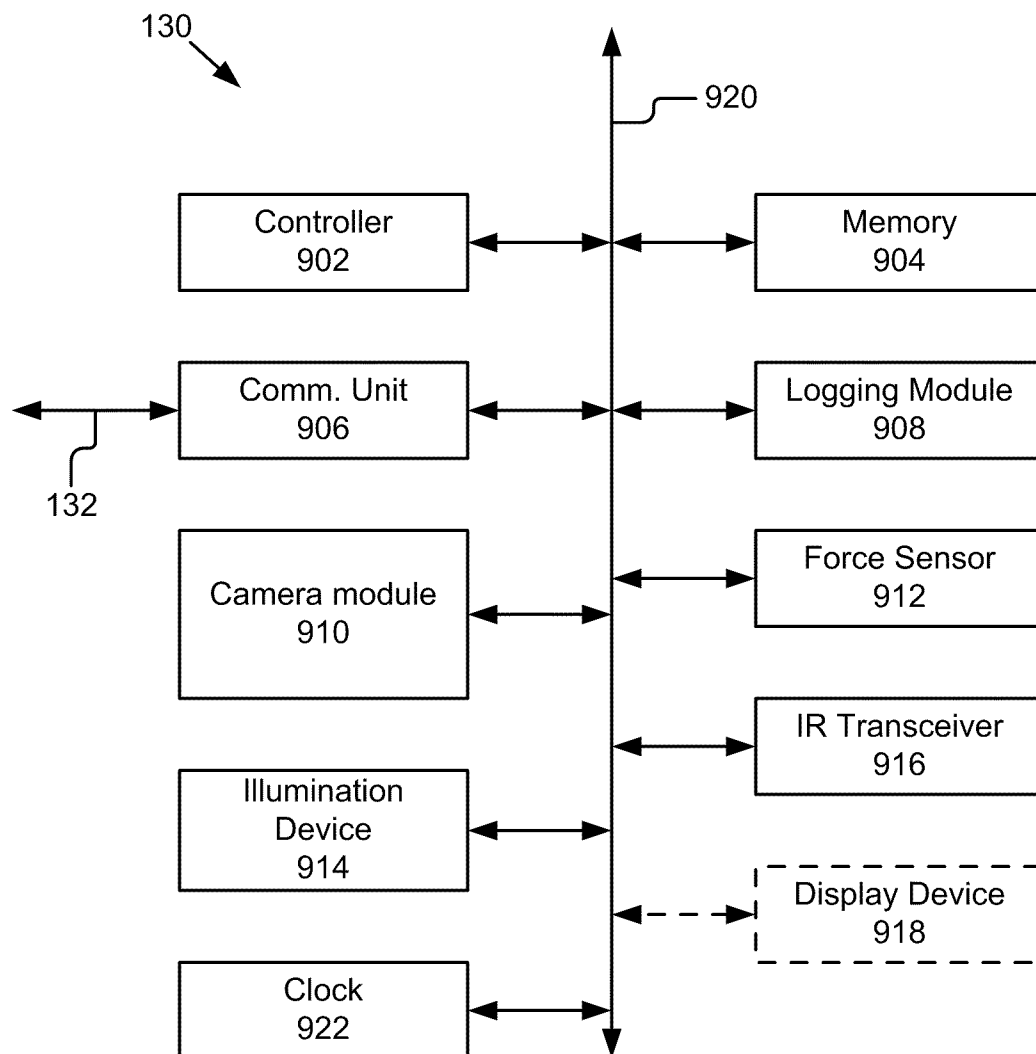 130
920
Controller
902
Memory
904
Comm. Unit
906
Logging Module
908
132
Camera module
910
Force Sensor
912
IR Transceiver
916
Illumination
Device
914
Display Device
918
Clock
922